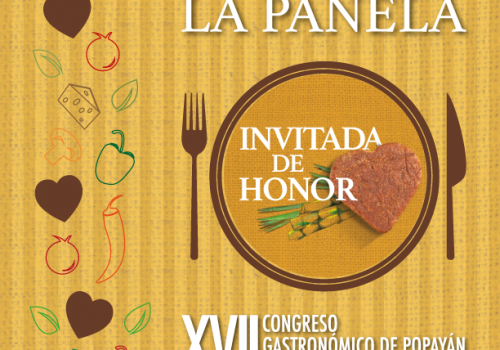 LA PANELA
INVITADA
DE
HONOR
XVII CONGRESO
GASTRONÓMICO DE POPAYÁN